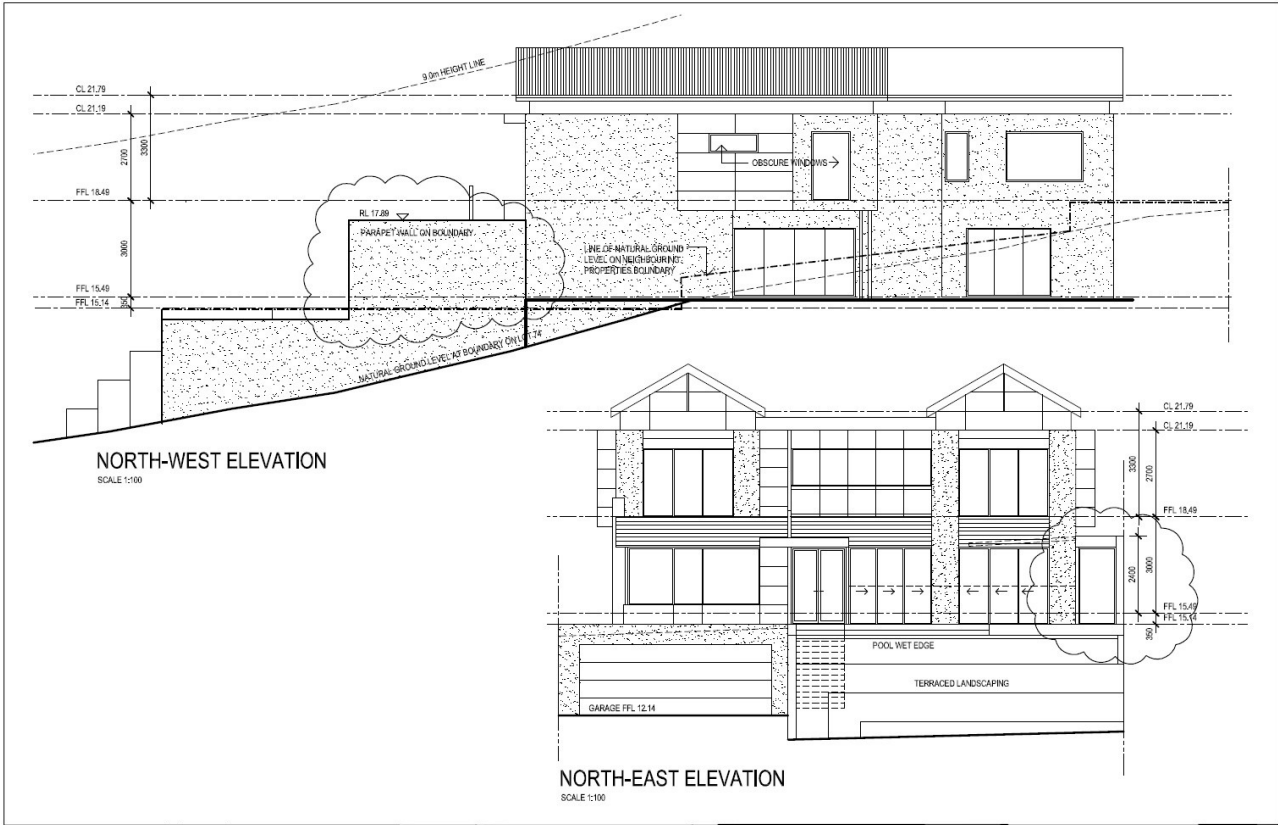 9.0m HEIGHT LINE
CL 21.79
CL 21.19
2700
3300
OBSCURE WINDOWS
FFL 18.49
RL 17.89
PARAPET WALL ON BOUNDARY
3000
LINE OF NATURAL GROUND
LEVEL ON NEIGHBOURING
PROPERTIES BOUNDARY
FFL 15.49
350
FFL 15.14
NATURAL GROUND LEVEL AT BOUNDARY ON LOT 74
NORTH-WEST ELEVATION
SCALE 1:100
CL 21.79
CL 21.19
3300
2700
FFL 18.49
2400
3000
FFL 15.49
FFL 15.14
350
POOL WET EDGE
TERRACED LANDSCAPING
GARAGE FFL 12.14
NORTH-EAST ELEVATION
SCALE 1:100